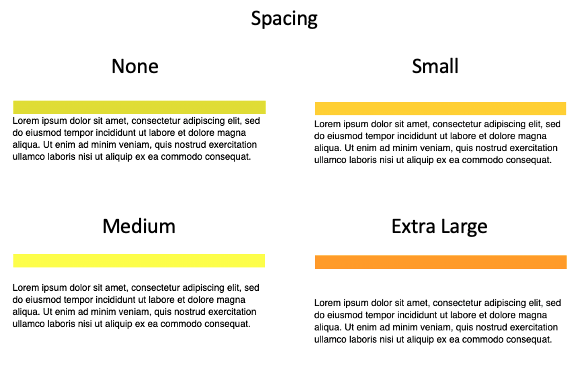 Spacing
None
Lorem ipsum dolor sit amet, consectetur adipiscing elit, sed
do eiusmod tempor incididunt ut labore et dolore magna
aliqua. Ut enim ad minim veniam, quis nostrud exercitation
ullamco laboris nisi ut aliquip ex ea commodo consequat.
Small
Lorem ipsum dolor sit amet, consectetur adipiscing elit, sed
do eiusmod tempor incididunt ut labore et dolore magna
aliqua. Ut enim ad minim veniam, quis nostrud exercitation
ullamco laboris nisi ut aliquip ex ea commodo consequat.
Medium
Lorem ipsum dolor sit amet, consectetur adipiscing elit, sed
do eiusmod tempor incididunt ut labore et dolore magna
aliqua. Ut enim ad minim veniam, quis nostrud exercitation
ullamco laboris nisi ut aliquip ex ea commodo consequat.
Extra Large
Lorem ipsum dolor sit amet, consectetur adipiscing elit, sed
do eiusmod tempor incididunt ut labore et dolore magna
aliqua. Ut enim ad minim veniam, quis nostrud exercitation
ullamco laboris nisi ut aliquip ex ea commodo consequat.